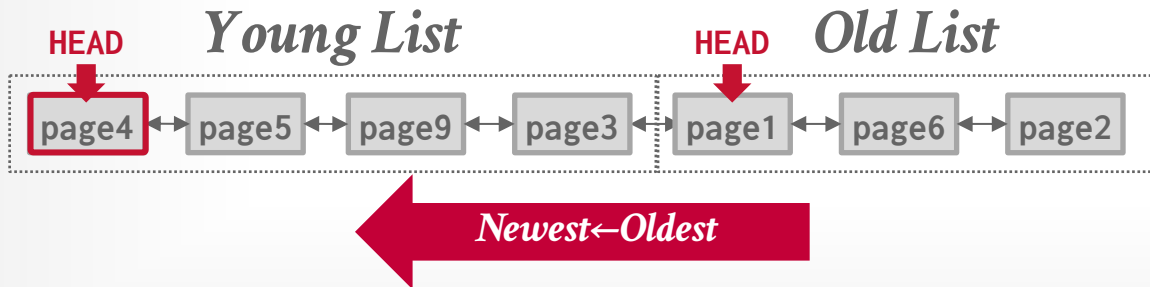 Young List
Old List
HEAD
HEAD
page4
page5
page9
page3
page1
page6
page2
Newest←Oldest